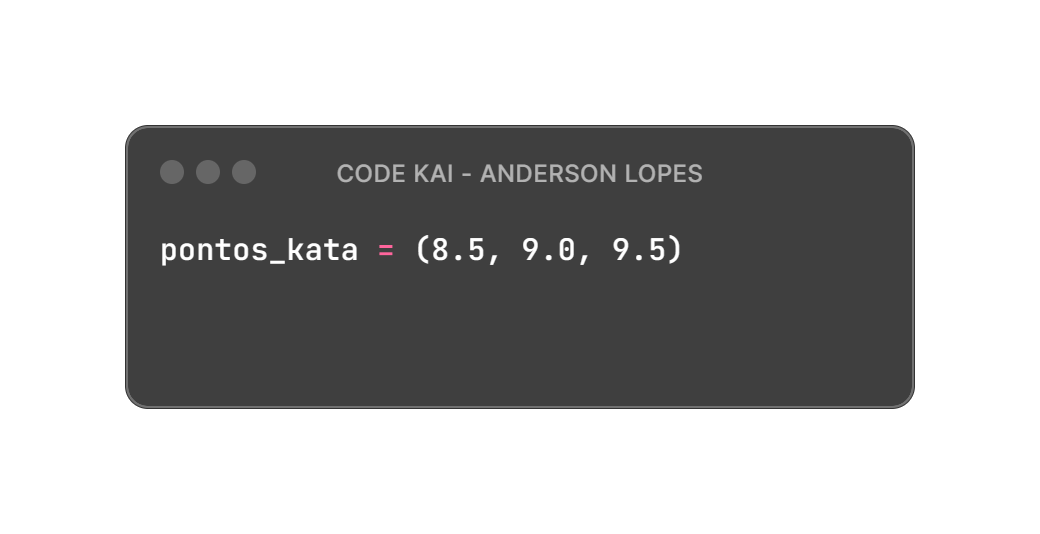 CODE KAI - ANDERSON LOPES
pontos_kata = (8.5, 9.0, 9.5)